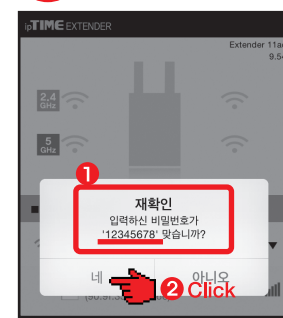 ipTIME EXTENDER
Extender 11ac
2.4
GHz
5
GHz
1
재확인
입력하신 비밀번호가
'12345678' 맞습니까?
네
아니오
2 Click